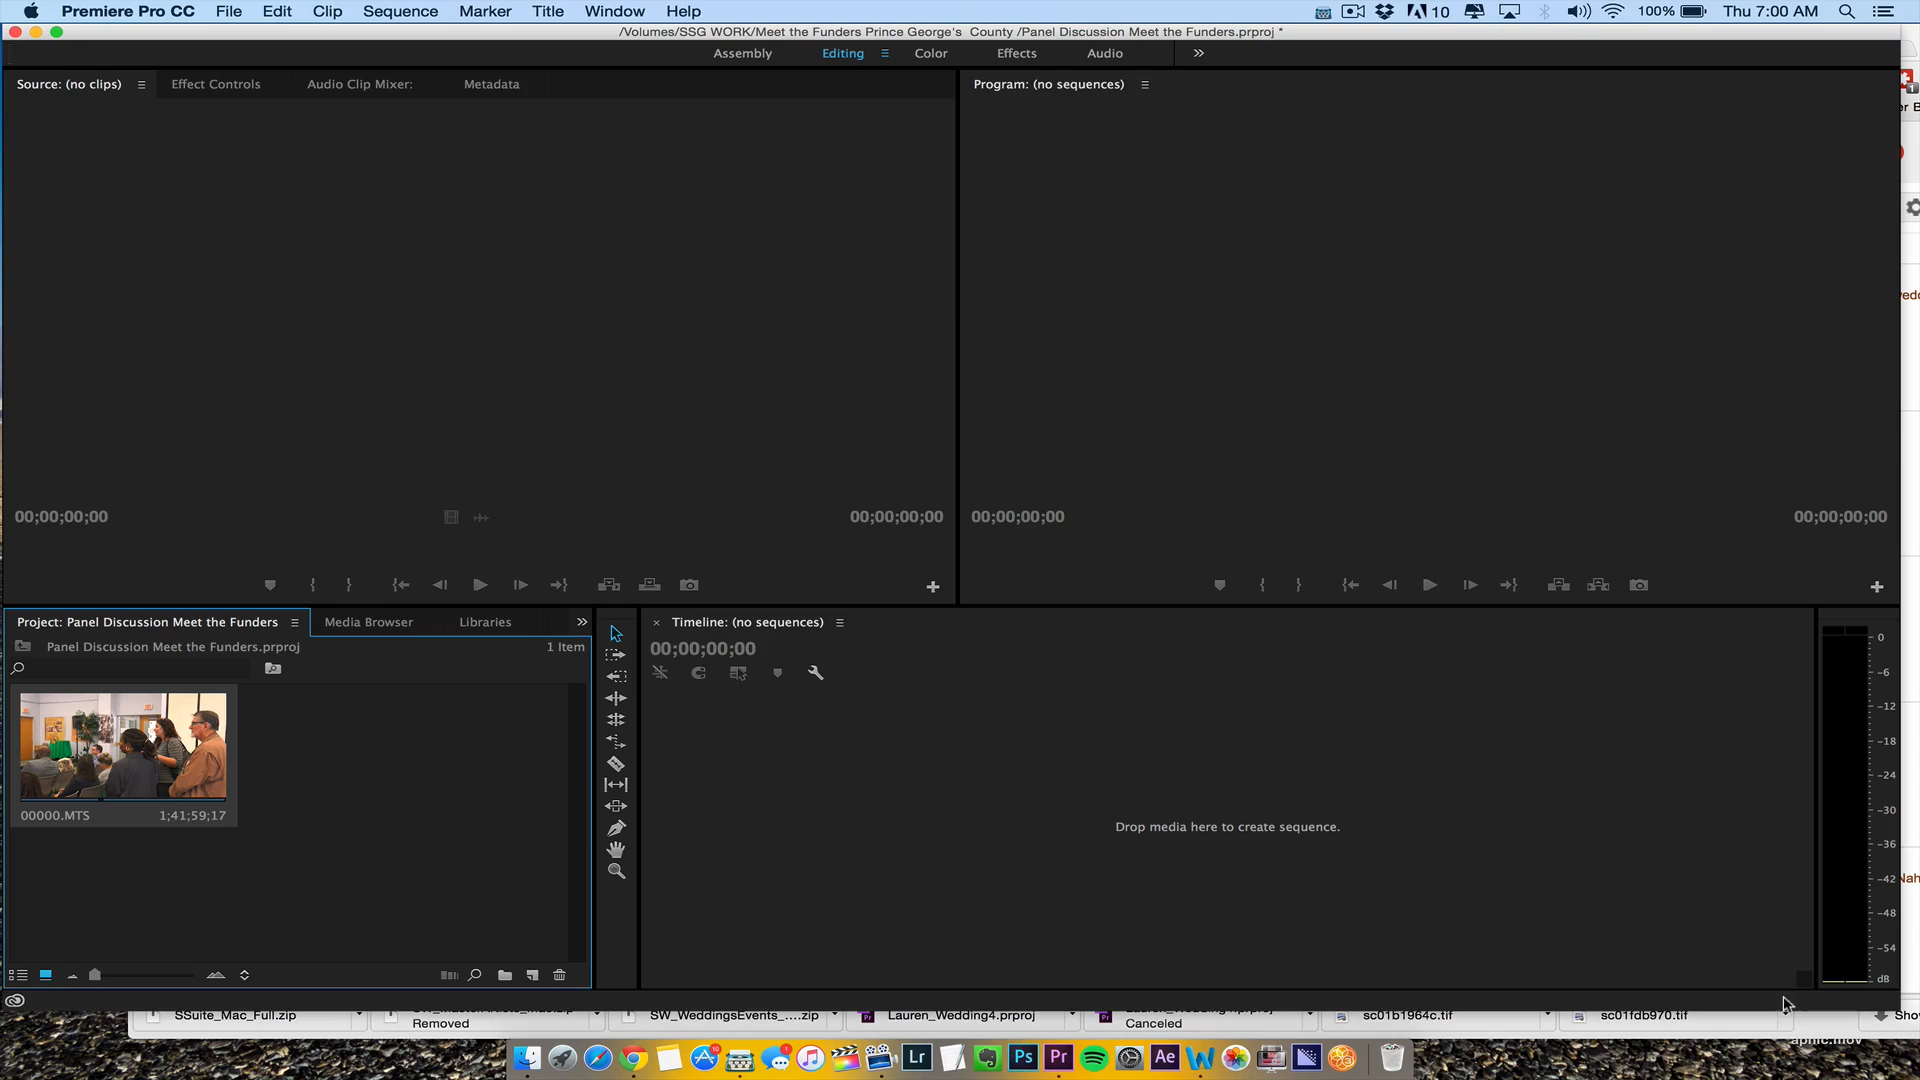 Premiere Pro CC File Edit Clip Sequence Marker Title Window Help 10 100% Thu 7:00 AM
/Volumes/SSG WORK/Meet the Funders Prince George's County /Panel Discussion Meet the Funders.prproj *
Assembly Editing Color Effects Audio
Source: (no clips) Effect Controls Audio Clip Mixer: Metadata
Program: (no sequences)
1
er B
00;00;00;00 00;00;00;00
00;00;00;00 00;00;00;00
Project: Panel Discussion Meet the Funders Media Browser Libraries
Panel Discussion Meet the Funders.prproj 1 Item
00000.MTS 1;41;59;17
Timeline: (no sequences)
00;00;00;00
Drop media here to create sequence.
0
-6
-12
-18
-24
-30
-36
-42
-48
-54
dB
SSuite_Mac_Full.zip
Removed
SW_WeddingsEvents_....zip
Lauren_Wedding4.prproj
Canceled
sc01b1964c.tif
sc01fdb970.tif
Lr Ps Pr Ae